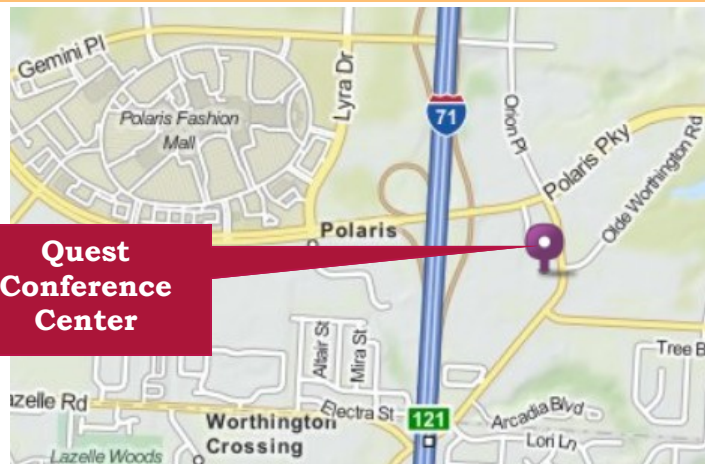 Gemini Pl
Lyra Dr
Polaris Fashion
Mall
71
Orion Pl
Polaris Pky
Olde Worthington Rd
Polaris
Quest
Conference
Center
Altair St
Mira St
Tree B
azelle Rd
Electra St
121
Arcadia Blvd
Worthington
Crossing
Lori Ln
Lazelle Woods